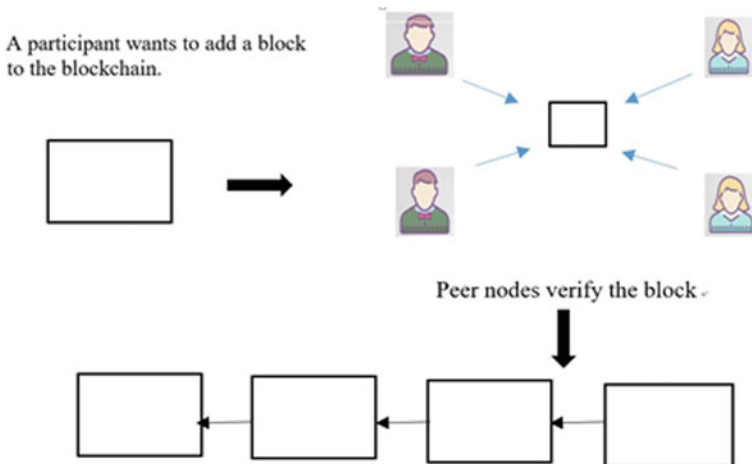 A participant wants to add a block
to the blockchain.
Peer nodes verify the block